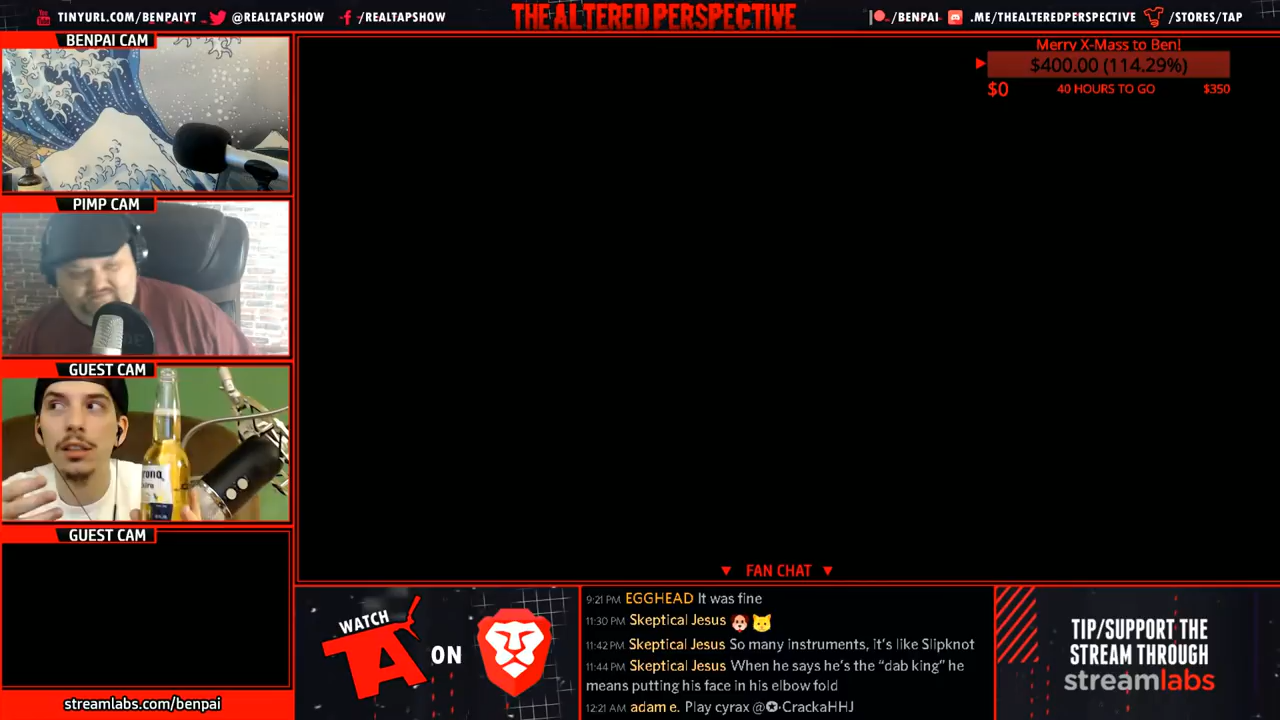 TINYURL.COM/BENPAIYT @REALTAPSHOW /REALTAPSHOW THE ALTERED PERSPECTIVE /BENPAI .ME/THEALTEREDPERSPECTIVE /STORES/TAP
BENPAI CAM
Merry X-Mass to Ben!
$400.00 (114.29%)
$0 40 HOURS TO GO $350
PIMP CAM
GUEST CAM
GUEST CAM
FAN CHAT
9:21 PM EGGHEAD It was fine
11:30 PM Skeptical Jesus 🐶 🐱
11:42 PM Skeptical Jesus So many instruments, it's like Slipknot
11:44 PM Skeptical Jesus When he says he's the “dab king” he
means putting his face in his elbow fold
12:21 AM adam e. Play cyrax @✪·CrackaHHJ
WATCH
ON
TIP/SUPPORT THE
STREAM THROUGH
streamlabs
streamlabs.com/benpai